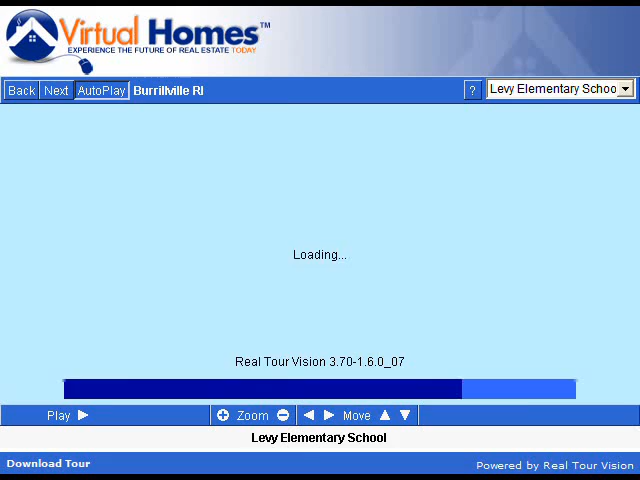 Virtual Homes™
EXPERIENCE THE FUTURE OF REAL ESTATE TODAY
Back Next AutoPlay Burrillville RI ? Levy Elementary Schoo
Loading...
Real Tour Vision 3.70-1.6.0_07
Play Zoom Move
Levy Elementary School
Download Tour Powered by Real Tour Vision